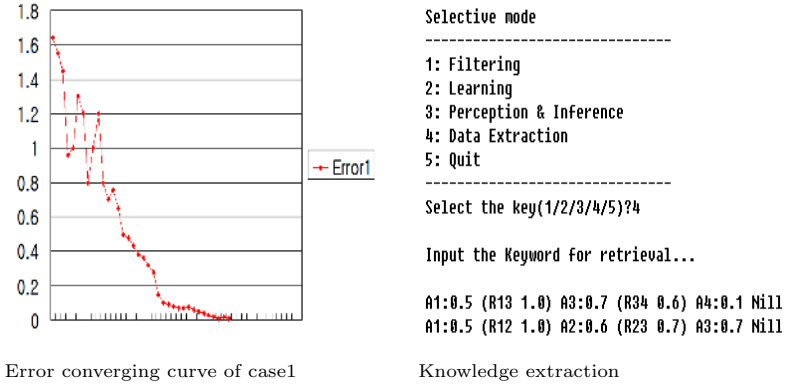 1.8
1.6
1.4
1.2
1
0.8
0.6
0.4
0.2
0
Error1
Error converging curve of case1
Selective mode
--------------------------------
1: Filtering
2: Learning
3: Perception & Inference
4: Data Extraction
5: Quit
--------------------------------
Select the key(1/2/3/4/5)?4
Input the Keyword for retrieval...
A1:0.5 (R13 1.0) A3:0.7 (R34 0.6) A4:0.1 Nill
A1:0.5 (R12 1.0) A2:0.6 (R23 0.7) A3:0.7 Nill
Knowledge extraction